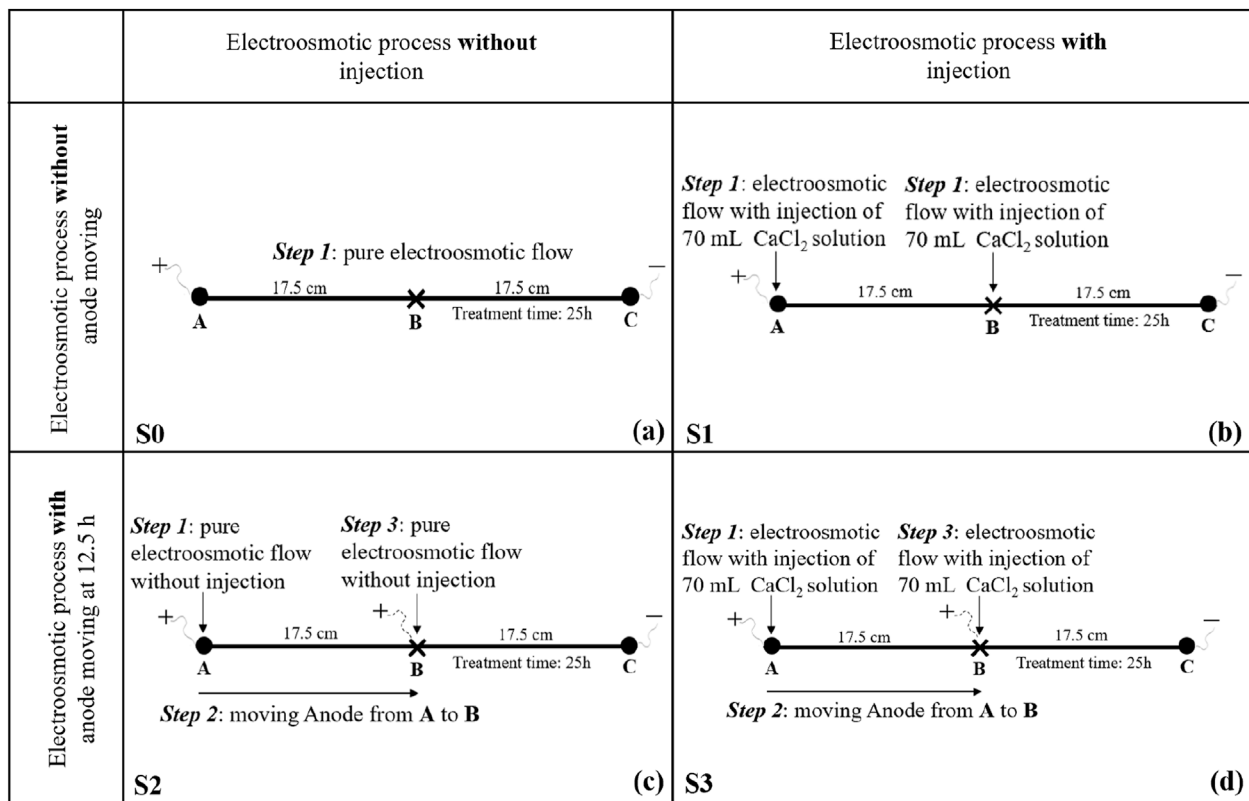 Electroosmotic process without
injection
Electroosmotic process with
injection
Electroosmotic process without
anode moving
Step 1: pure electroosmotic flow
+
−
17.5 cm
17.5 cm
Treatment time: 25h
A
B
C
S0
(a)
Step 1: electroosmotic
flow with injection of
70 mL CaCl₂ solution
Step 1: electroosmotic
flow with injection of
70 mL CaCl₂ solution
+
−
17.5 cm
17.5 cm
Treatment time: 25h
A
B
C
S1
(b)
Electroosmotic process with
anode moving at 12.5 h
Step 1: pure
electroosmotic flow
without injection
Step 3: pure
electroosmotic flow
without injection
+
+
−
17.5 cm
17.5 cm
Treatment time: 25h
A
B
C
Step 2: moving Anode from A to B
S2
(c)
Step 1: electroosmotic
flow with injection of
70 mL CaCl₂ solution
Step 3: electroosmotic
flow with injection of
70 mL CaCl₂ solution
+
+
−
17.5 cm
17.5 cm
Treatment time: 25h
A
B
C
Step 2: moving Anode from A to B
S3
(d)